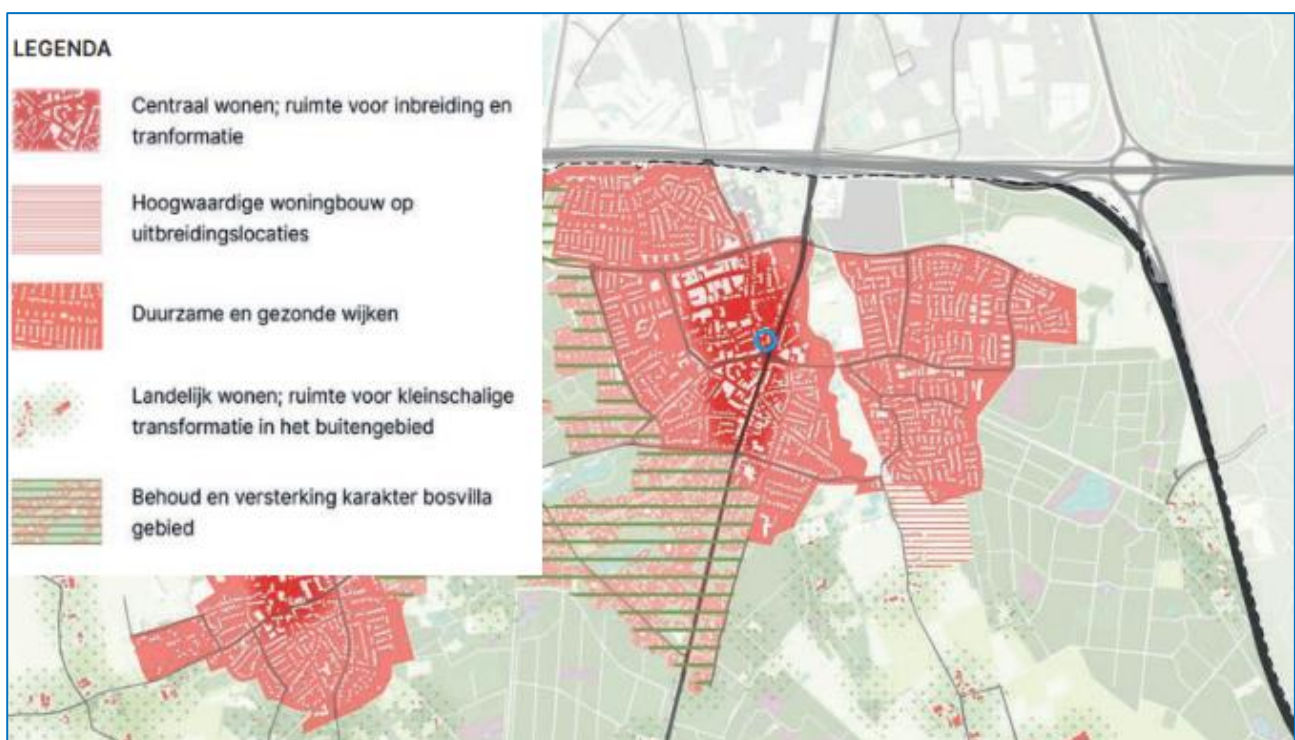 LEGENDA
Centraal wonen; ruimte voor inbreiding en
tranformatie
Hoogwaardige woningbouw op
uitbreidingslocaties
Duurzame en gezonde wijken
Landelijk wonen; ruimte voor kleinschalige
transformatie in het buitengebied
Behoud en versterking karakter bosvilla
gebied